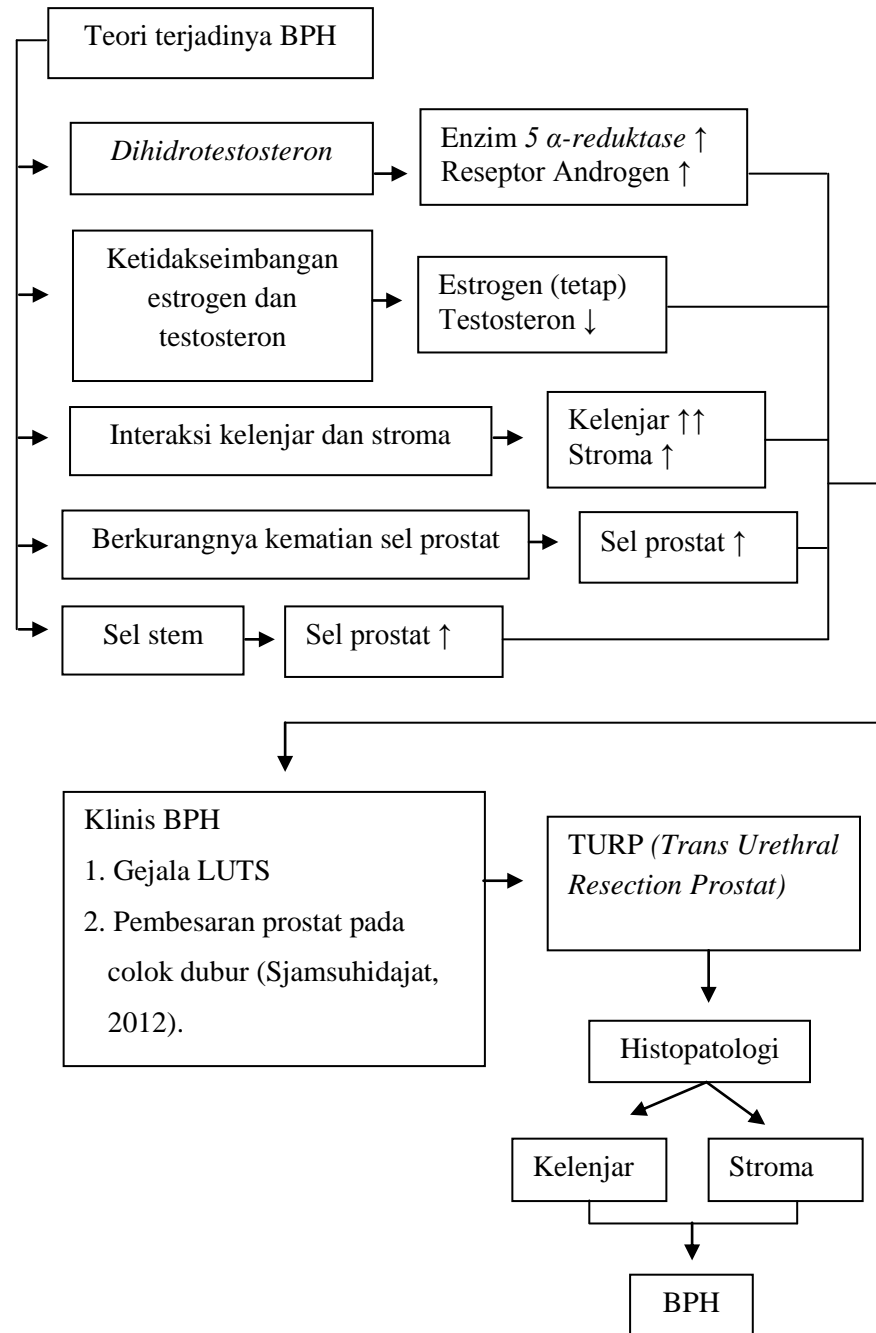 Teori terjadinya BPH
Dihidrotestosteron
Enzim 5 α-reduktase ↑
Reseptor Androgen ↑
Ketidakseimbangan
estrogen dan
testosteron
Estrogen (tetap)
Testosteron ↓
Interaksi kelenjar dan stroma
Kelenjar ↑↑
Stroma ↑
Berkurangnya kematian sel prostat
Sel prostat ↑
Sel stem
Sel prostat ↑
Klinis BPH
1. Gejala LUTS
2. Pembesaran prostat pada
colok dubur (Sjamsuhidajat,
2012).
TURP (Trans Urethral
Resection Prostat)
Histopatologi
Kelenjar
Stroma
BPH